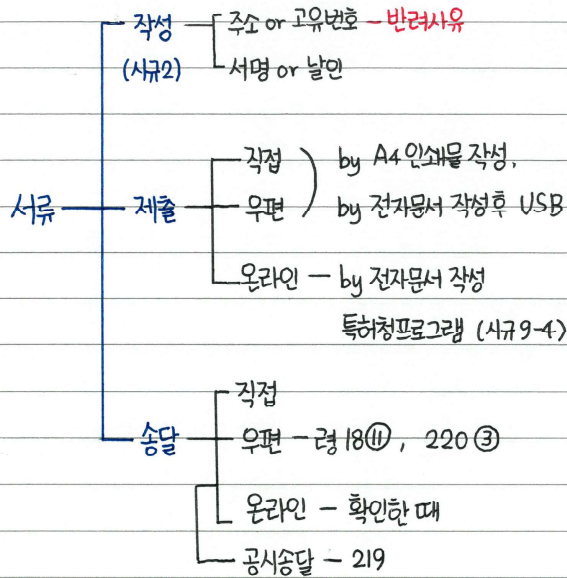 작성 주소 or 고유번호 - 반려사유
(시규2) 서명 or 날인
직접 by A4 인쇄물 작성,
서류 제출 우편 by 전자문서 작성후 USB
온라인 - by 전자문서 작성
특허청프로그램 (시규9-4)
직접
송달 우편 - 령 18⑪, 220③
온라인 - 확인한 때
공시송달 - 219